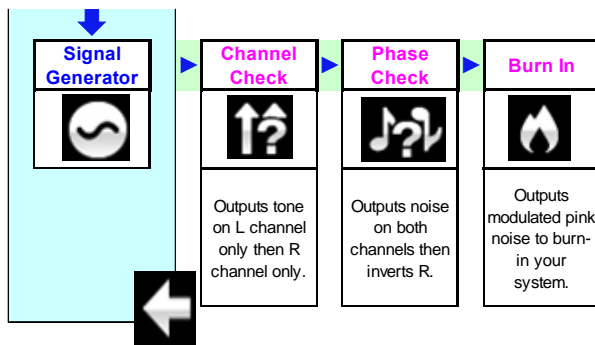 Signal
Generator
Channel
Check
Phase
Check
Burn In
?
?
Outputs tone
on L channel
only then R
channel only.
Outputs noise
on both
channels then
inverts R.
Outputs
modulated pink
noise to burn-
in your
system.